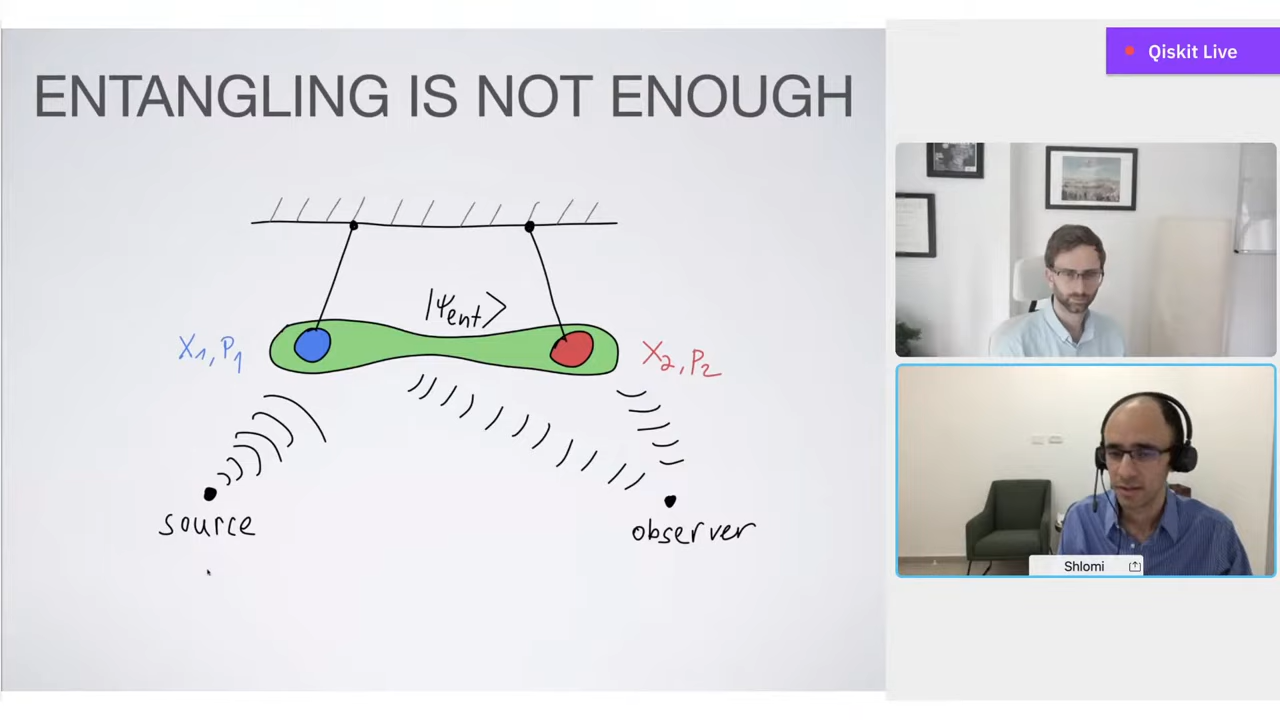 ENTANGLING IS NOT ENOUGH
Qiskit Live
|Ψent>
X1, P1
X2, P2
source
observer
Shlomi